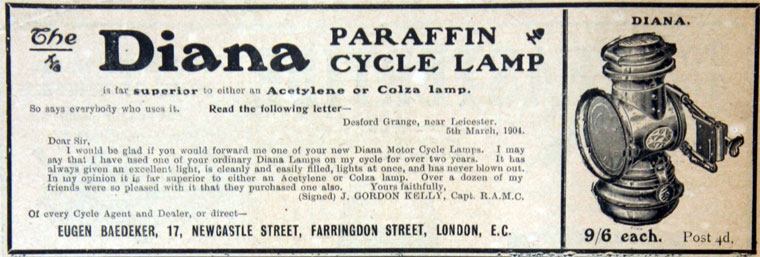 The Diana PARAFFIN CYCLE LAMP
is far superior to either an Acetylene or Colza lamp.
So says everybody who uses it. Read the following letter—
Desford Grange, near Leicester.
5th March, 1904.
Dear Sir,
I would be glad if you would forward me one of your new Diana Motor Cycle Lamps. I may
say that I have used one of your ordinary Diana Lamps on my cycle for over two years. It has
always given an excellent light, is cleanly and easily filled, lights at once, and has never blown out.
In my opinion it is far superior to either an Acetylene or Colza lamp. Over a dozen of my
friends were so pleased with it that they purchased one also. Yours faithfully,
(Signed) J. GORDON KELLY, Capt. R.A.M.C.
Of every Cycle Agent and Dealer, or direct—
EUGEN BAEDEKER, 17, NEWCASTLE STREET, FARRINGDON STREET, LONDON, E.C.
DIANA.
9/6 each. Post 4d.